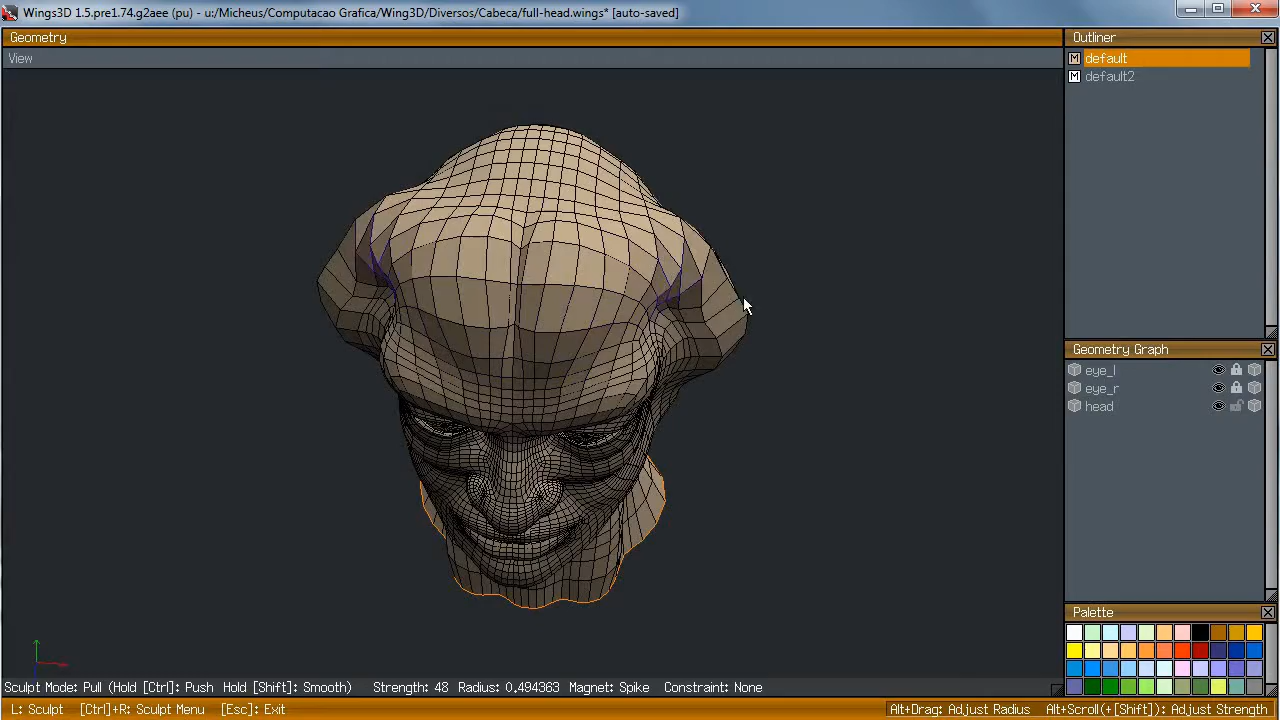 Wings3D 1.5.pre1.74.g2aee (pu) - u:/Micheus/Computacao Grafica/Wing3D/Diversos/Cabeca/full-head.wings* [auto-saved]
Geometry
View
Outliner
default
default2
Geometry Graph
eye_l
eye_r
head
Palette
Sculpt Mode: Pull (Hold [Ctrl]: Push Hold [Shift]: Smooth) Strength: 48 Radius: 0.494363 Magnet: Spike Constraint: None
L: Sculpt [Ctrl]+R: Sculpt Menu [Esc]: Exit
Alt+Drag: Adjust Radius Alt+Scroll(+[Shift]): Adjust Strength